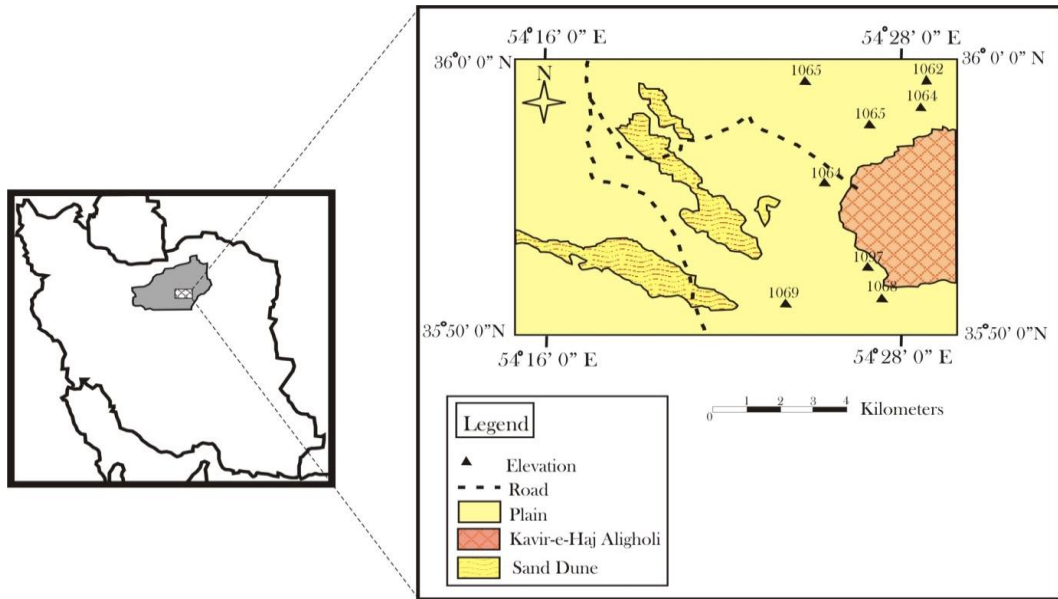 54° 16' 0” E
54° 28' 0” E
36° 0' 0” N
36° 0' 0” N
N
1065
1062
1064
1065
1064
1097
1068
1069
35° 50' 0”N
35° 50' 0” N
54° 16' 0” E
54° 28' 0” E
0 1 2 3 4 Kilometers
Legend
Elevation
Road
Plain
Kavir-e-Haj Aligholi
Sand Dune